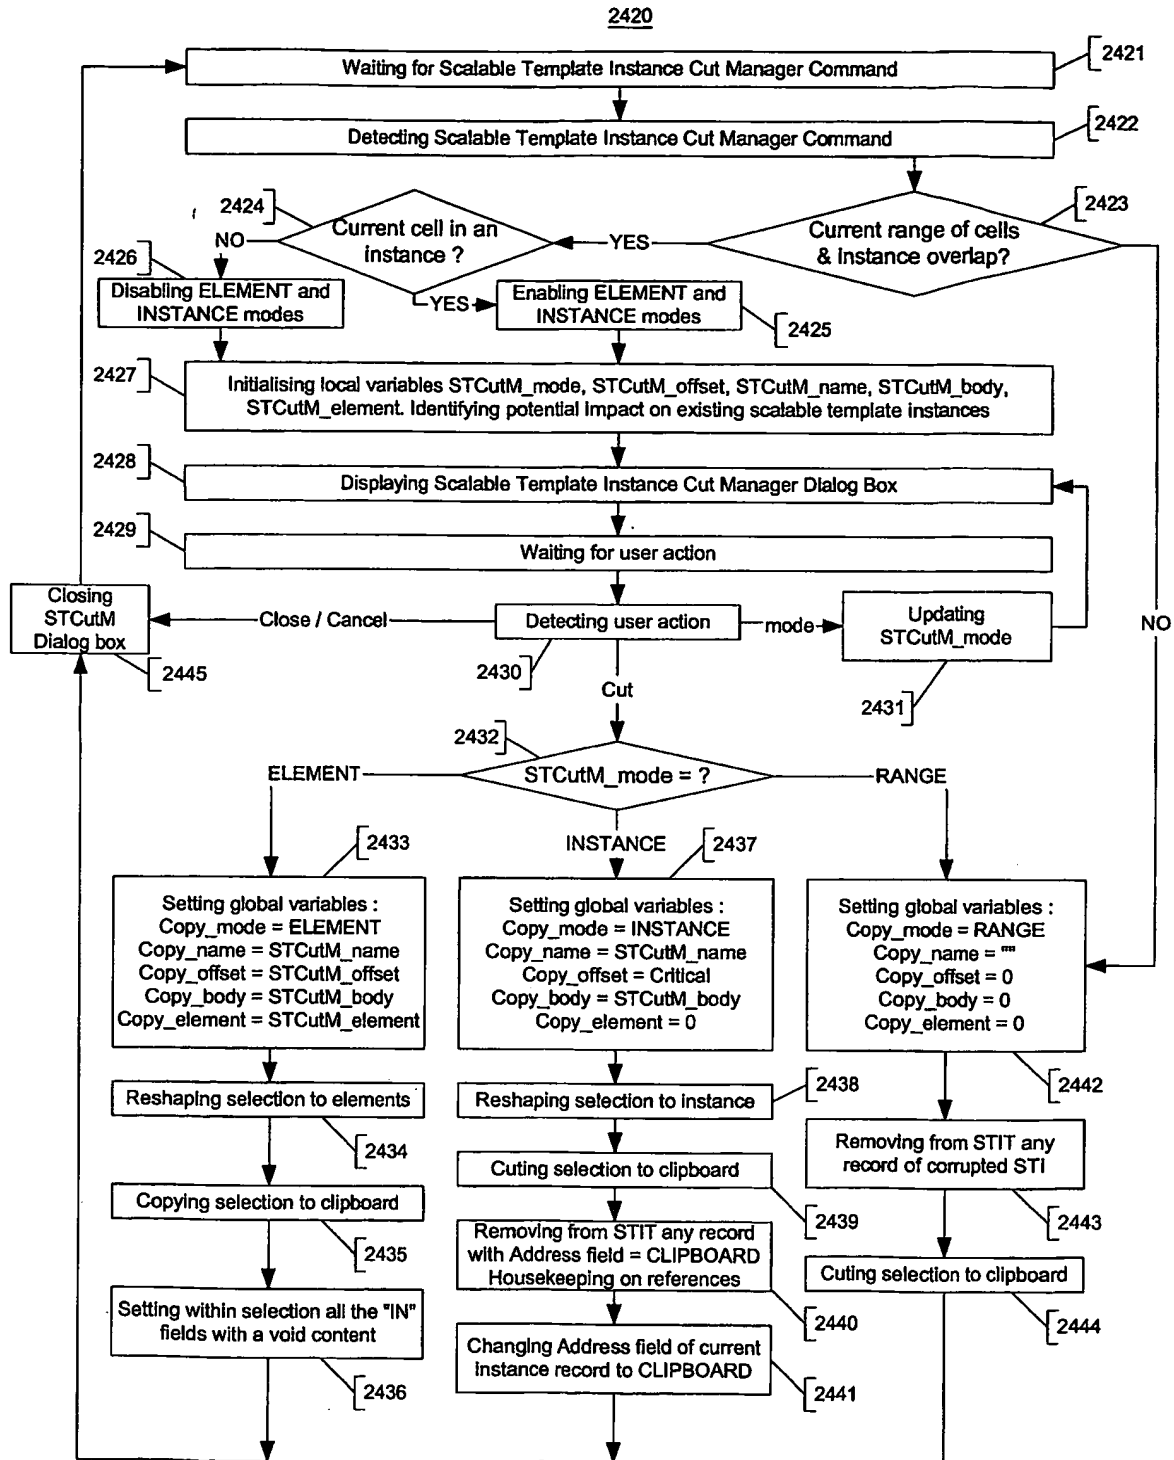 2420
Waiting for Scalable Template Instance Cut Manager Command
2421
Detecting Scalable Template Instance Cut Manager Command
2422
2424
Current cell in an
instance ?
NO
YES
YES
Current range of cells
& instance overlap?
2423
2426
Disabling ELEMENT and
INSTANCE modes
Enabling ELEMENT and
INSTANCE modes
2425
2427
Initialising local variables STCutM_mode, STCutM_offset, STCutM_name, STCutM_body,
STCutM_element. Identifying potential impact on existing scalable template instances
2428
Displaying Scalable Template Instance Cut Manager Dialog Box
2429
Waiting for user action
Closing
STCutM
Dialog box
2445
Close / Cancel
Detecting user action
2430
mode
Updating
STCutM_mode
2431
NO
Cut
2432
STCutM_mode = ?
ELEMENT
INSTANCE
RANGE
2433
Setting global variables :
Copy_mode = ELEMENT
Copy_name = STCutM_name
Copy_offset = STCutM_offset
Copy_body = STCutM_body
Copy_element = STCutM_element
2437
Setting global variables :
Copy_mode = INSTANCE
Copy_name = STCutM_name
Copy_offset = Critical
Copy_body = STCutM_body
Copy_element = 0
Setting global variables :
Copy_mode = RANGE
Copy_name = ""
Copy_offset = 0
Copy_body = 0
Copy_element = 0
2442
Reshaping selection to elements
2434
Reshaping selection to instance
2438
Removing from STIT any
record of corrupted STI
2443
Copying selection to clipboard
2435
Cuting selection to clipboard
2439
Cuting selection to clipboard
2444
Setting within selection all the "IN"
fields with a void content
2436
Removing from STIT any record
with Address field = CLIPBOARD
Housekeeping on references
2440
Changing Address field of current
instance record to CLIPBOARD
2441